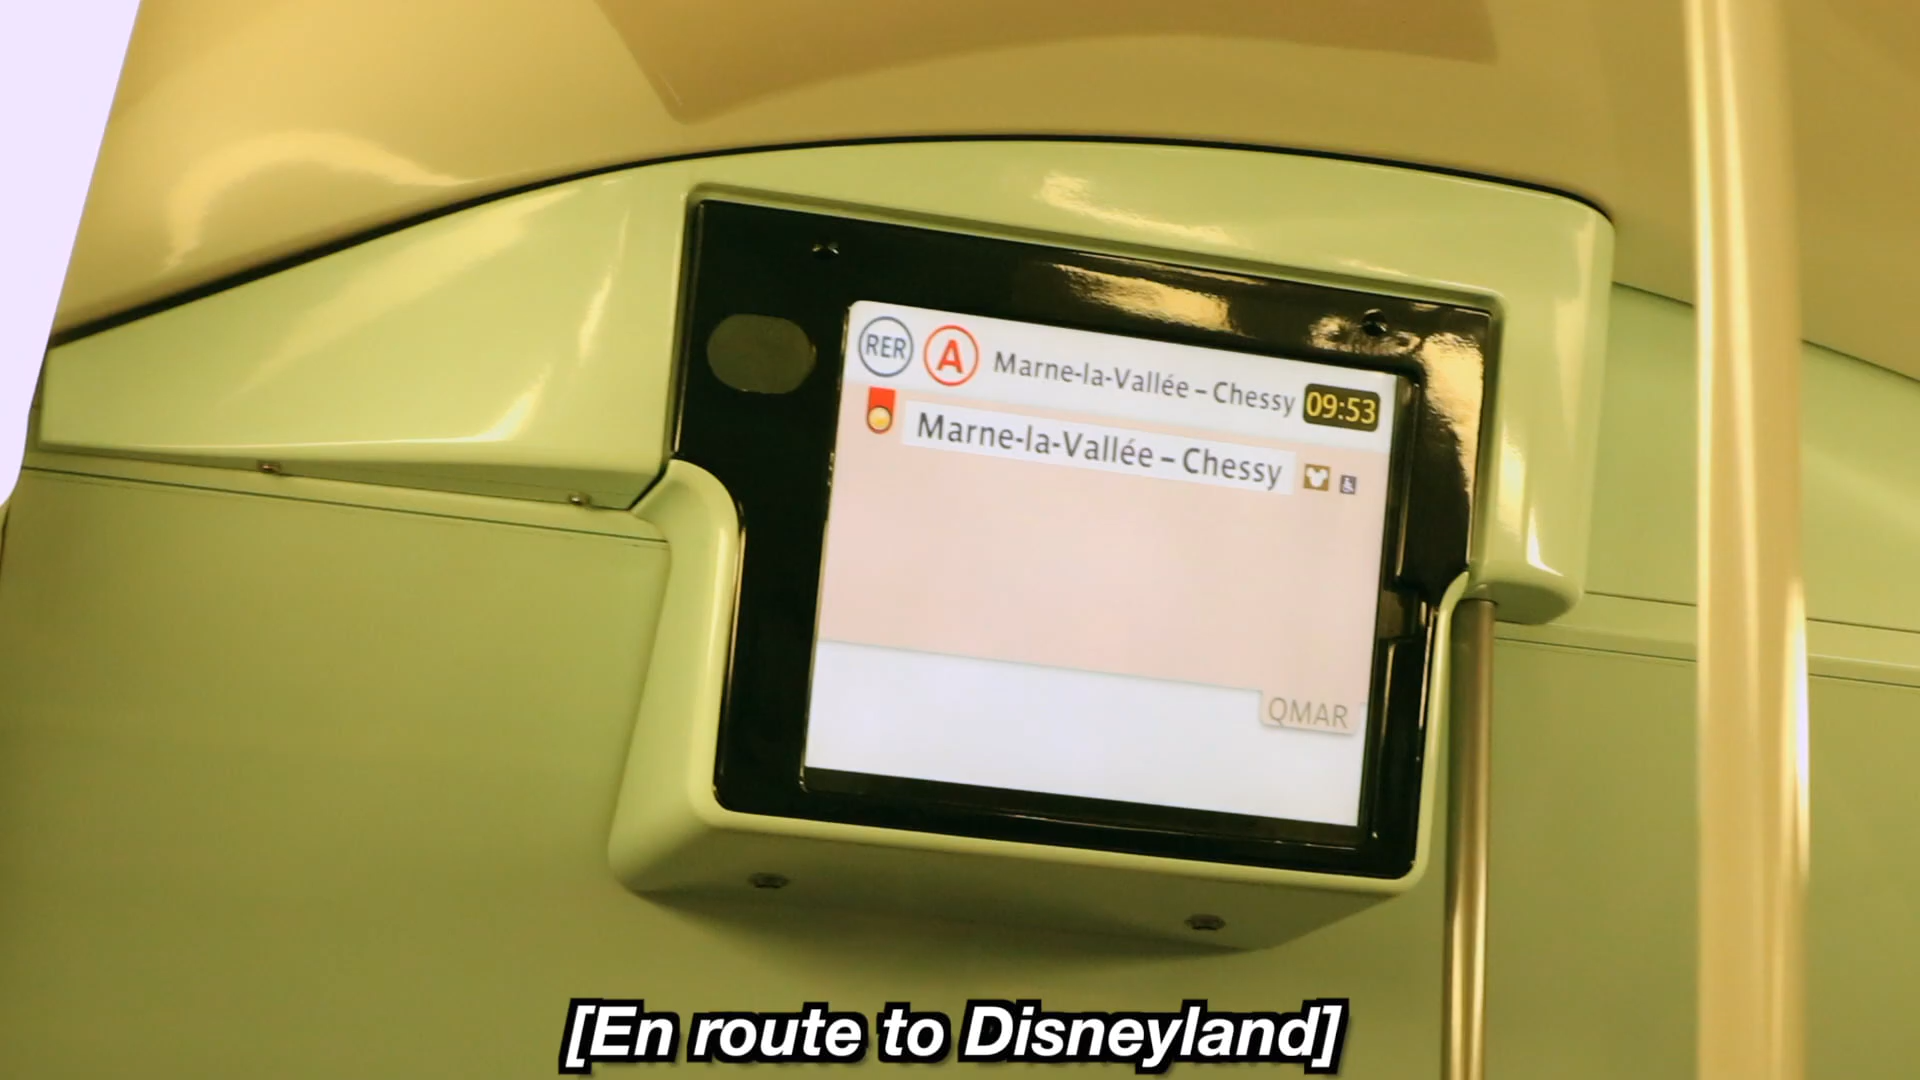 RER A Marne-la-Vallée – Chessy 09:53
Marne-la-Vallée – Chessy
QMAR
[En route to Disneyland]